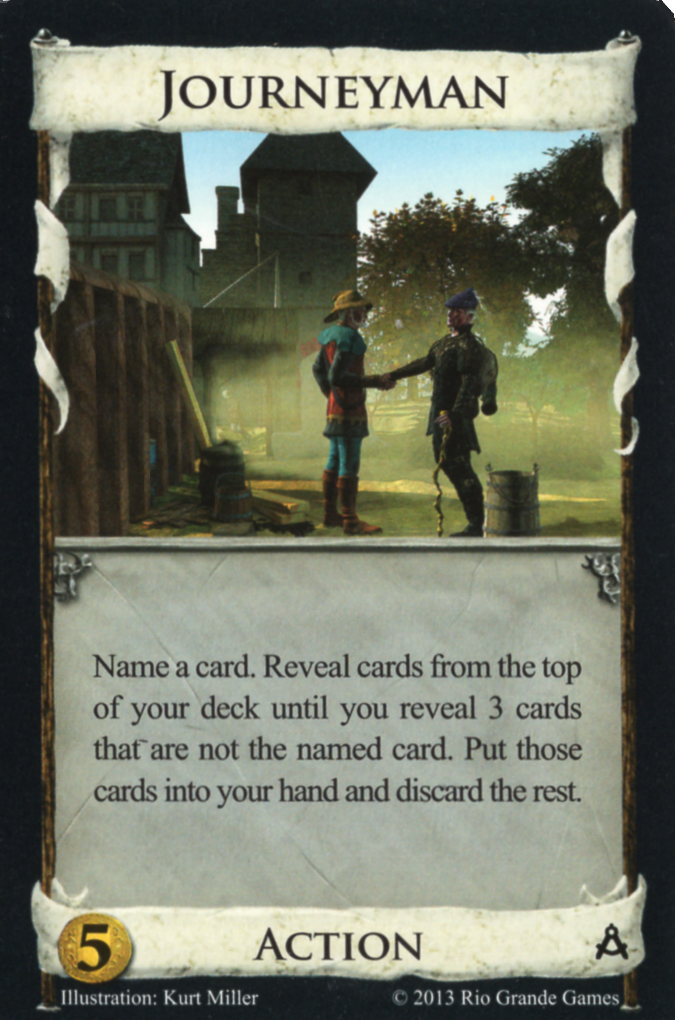 JOURNEYMAN
Name a card. Reveal cards from the top
of your deck until you reveal 3 cards
that are not the named card. Put those
cards into your hand and discard the rest.
5
ACTION
Illustration: Kurt Miller
© 2013 Rio Grande Games